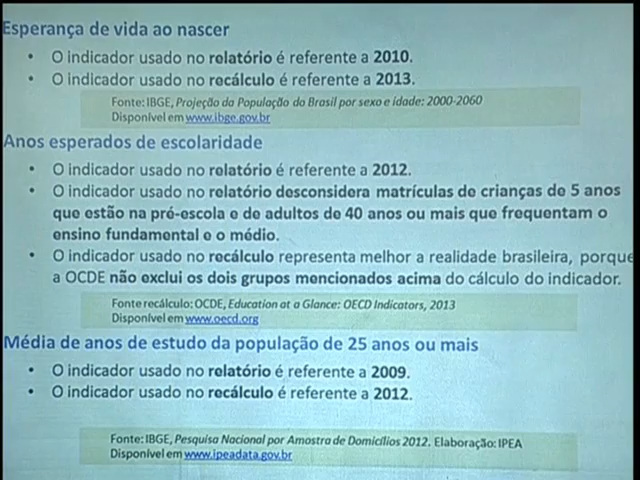 Esperança de vida ao nascer
• O indicador usado no relatório é referente a 2010.
• O indicador usado no recálculo é referente a 2013.
Fonte: IBGE, Projeção da População do Brasil por sexo e idade: 2000-2060
Disponível em www.ibge.gov.br
Anos esperados de escolaridade
• O indicador usado no relatório é referente a 2012.
• O indicador usado no relatório desconsidera matrículas de crianças de 5 anos
que estão na pré-escola e de adultos de 40 anos ou mais que frequentam o
ensino fundamental e o médio.
• O indicador usado no recálculo representa melhor a realidade brasileira, porque
a OCDE não exclui os dois grupos mencionados acima do cálculo do indicador.
Fonte recálculo: OCDE, Education at a Glance: OECD Indicators, 2013
Disponível em www.oecd.org
Média de anos de estudo da população de 25 anos ou mais
• O indicador usado no relatório é referente a 2009.
• O indicador usado no recálculo é referente a 2012.
Fonte: IBGE, Pesquisa Nacional por Amostra de Domicílios 2012. Elaboração: IPEA
Disponível em www.ipeadata.gov.br